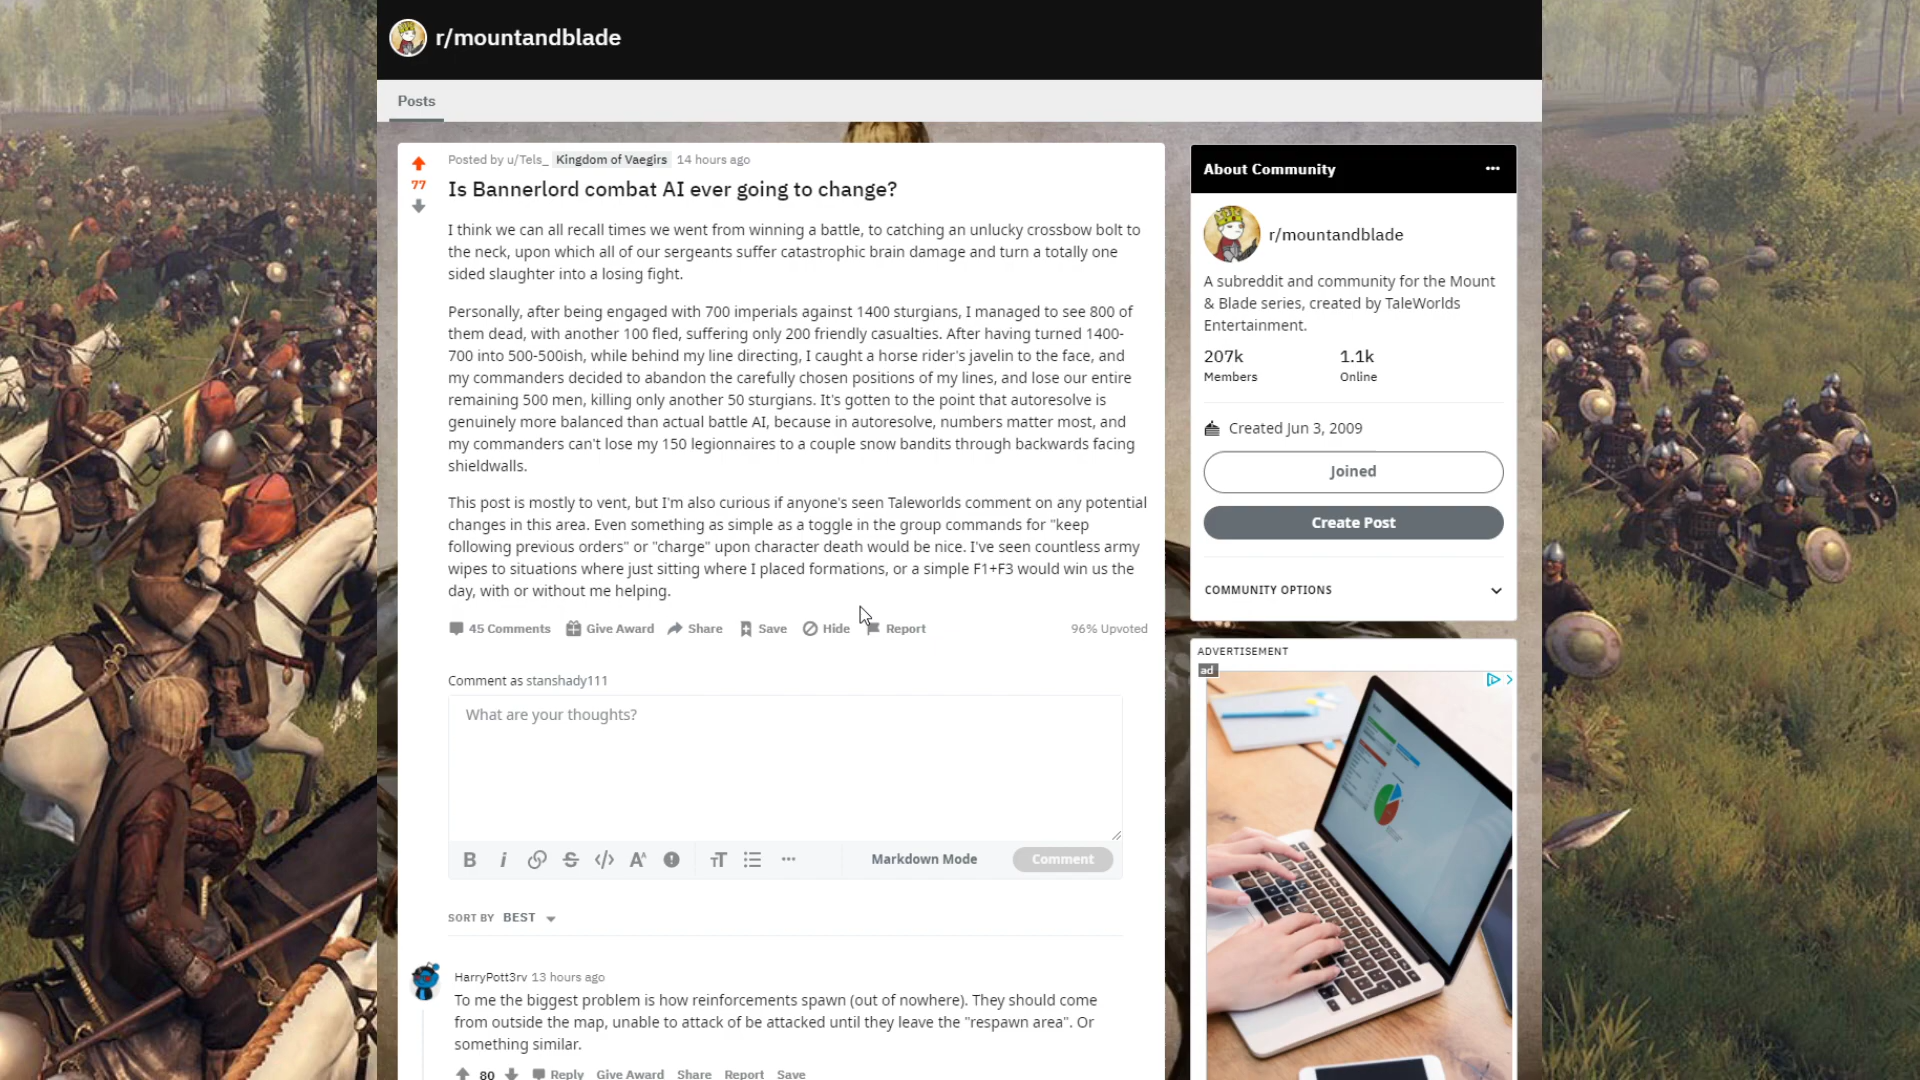 r/mountandblade
Posts
Posted by u/Tels_ Kingdom of Vaegirs 14 hours ago
77
Is Bannerlord combat AI ever going to change?
I think we can all recall times we went from winning a battle, to catching an unlucky crossbow bolt to
the neck, upon which all of our sergeants suffer catastrophic brain damage and turn a totally one
sided slaughter into a losing fight.
Personally, after being engaged with 700 imperials against 1400 sturgians, I managed to see 800 of
them dead, with another 100 fled, suffering only 200 friendly casualties. After having turned 1400-
700 into 500-500ish, while behind my line directing, I caught a horse rider's javelin to the face, and
my commanders decided to abandon the carefully chosen positions of my lines, and lose our entire
remaining 500 men, killing only another 50 sturgians. It's gotten to the point that autoresolve is
genuinely more balanced than actual battle AI, because in autoresolve, numbers matter most, and
my commanders can't lose my 150 legionnaires to a couple snow bandits through backwards facing
shieldwalls.
This post is mostly to vent, but I'm also curious if anyone's seen Taleworlds comment on any potential
changes in this area. Even something as simple as a toggle in the group commands for "keep
following previous orders" or "charge" upon character death would be nice. I've seen countless army
wipes to situations where just sitting where I placed formations, or a simple F1+F3 would win us the
day, with or without me helping.
45 Comments Give Award Share Save Hide Report 96% Upvoted
Comment as stanshady111
What are your thoughts?
Markdown Mode Comment
SORT BY BEST
HarryPott3rv 13 hours ago
To me the biggest problem is how reinforcements spawn (out of nowhere). They should come
from outside the map, unable to attack of be attacked until they leave the "respawn area". Or
something similar.
80 Reply Give Award Share Report Save
About Community
r/mountandblade
A subreddit and community for the Mount
& Blade series, created by TaleWorlds
Entertainment.
207k 1.1k
Members Online
Created Jun 3, 2009
Joined
Create Post
COMMUNITY OPTIONS
ADVERTISEMENT
ad